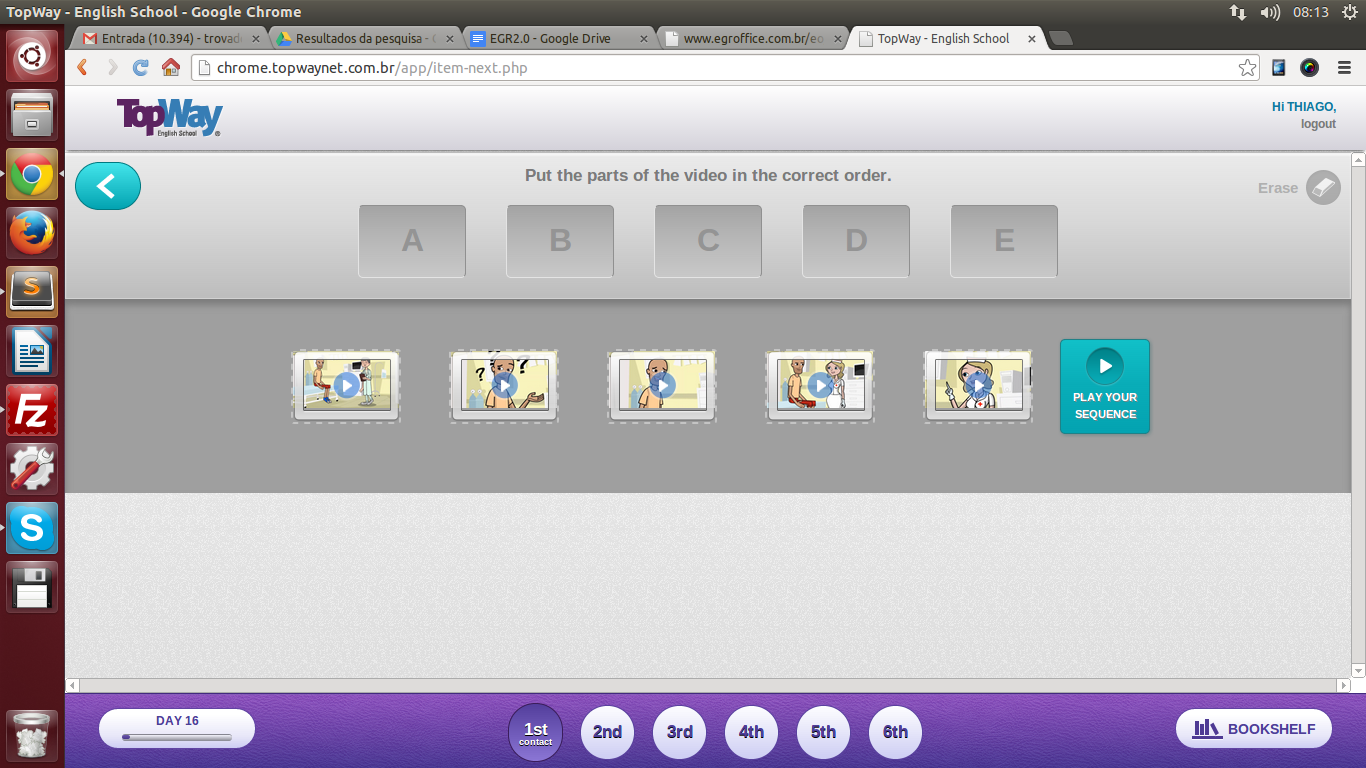 TopWay - English School - Google Chrome
08:13
Entrada (10.394) - trovad
Resultados da pesquisa -
EGR2.0 - Google Drive
www.egroffice.com.br/eo
TopWay - English School
chrome.topwaynet.com.br/app/item-next.php
TopWay
English School
Hi THIAGO,
logout
Put the parts of the video in the correct order.
Erase
A
B
C
D
E
? ?
PLAY YOUR
SEQUENCE
DAY 16
1st
contact
2nd
3rd
4th
5th
6th
BOOKSHELF